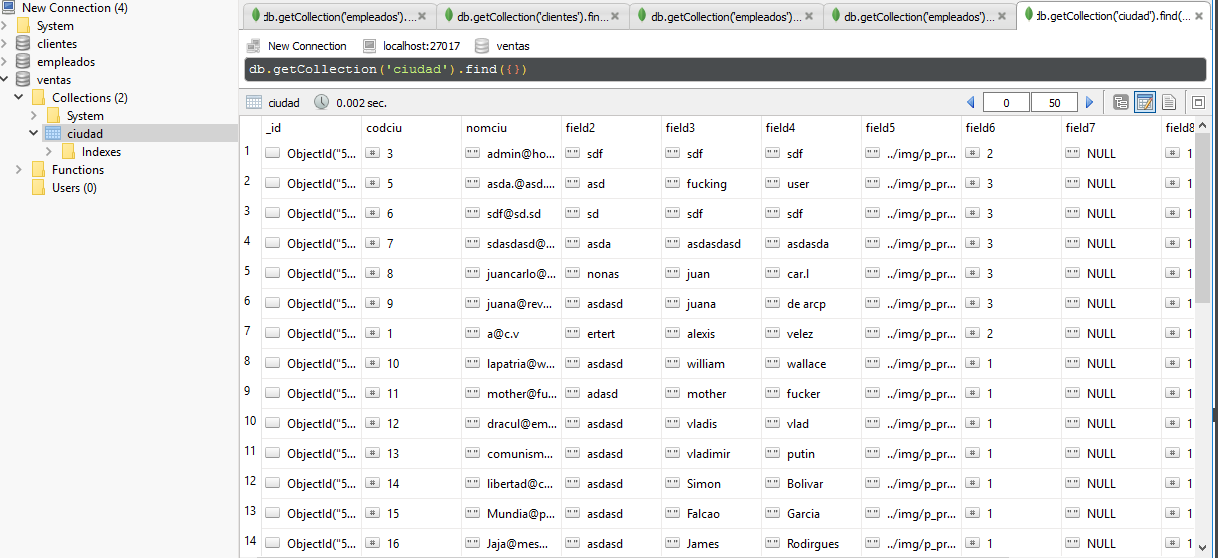 New Connection (4)
System
clientes
empleados
ventas
Collections (2)
System
ciudad
Indexes
Functions
Users (0)
db.getCollection('empleados')....
db.getCollection('clientes').fin...
db.getCollection('empleados')...
db.getCollection('empleados')...
db.getCollection('ciudad').find(...
New Connection localhost:27017 ventas
db.getCollection('ciudad').find({})
ciudad 0.002 sec. 0 50
_id codciu nomciu field2 field3 field4 field5 field6 field7 field8
1 ObjectId("5... # 3 "" admin@ho... "" sdf "" sdf "" sdf "" ../img/p_pr... # 2 "" NULL # 1
2 ObjectId("5... # 5 "" asda.@asd.... "" asd "" fucking "" user "" ../img/p_pr... # 3 "" NULL # 1
3 ObjectId("5... # 6 "" sdf@sd.sd "" sd "" sdf "" sdf "" ../img/p_pr... # 3 "" NULL # 1
4 ObjectId("5... # 7 "" sdasdasd@... "" asda "" asdasdasd "" asdasda "" ../img/p_pr... # 3 "" NULL # 1
5 ObjectId("5... # 8 "" juancarlo@... "" nonas "" juan "" car.l "" ../img/p_pr... # 3 "" NULL # 1
6 ObjectId("5... # 9 "" juana@rev... "" asdasd "" juana "" de arcp "" ../img/p_pr... # 3 "" NULL # 1
7 ObjectId("5... # 1 "" a@c.v "" ertert "" alexis "" velez "" ../img/p_pr... # 2 "" NULL # 1
8 ObjectId("5... # 10 "" lapatria@w... "" asdasd "" william "" wallace "" ../img/p_pr... # 1 "" NULL # 1
9 ObjectId("5... # 11 "" mother@fu... "" adasd "" mother "" fucker "" ../img/p_pr... # 1 "" NULL # 1
10 ObjectId("5... # 12 "" dracul@em... "" asdasd "" vladis "" vlad "" ../img/p_pr... # 1 "" NULL # 1
11 ObjectId("5... # 13 "" comunism... "" asdasd "" vladimir "" putin "" ../img/p_pr... # 1 "" NULL # 1
12 ObjectId("5... # 14 "" libertad@c... "" asdasd "" Simon "" Bolivar "" ../img/p_pr... # 1 "" NULL # 1
13 ObjectId("5... # 15 "" Mundia@p... "" asdasd "" Falcao "" Garcia "" ../img/p_pr... # 1 "" NULL # 1
14 ObjectId("5... # 16 "" Jaja@mes... "" asdasd "" James "" Rodirgues "" ../img/p_pr... # 1 "" NULL # 1